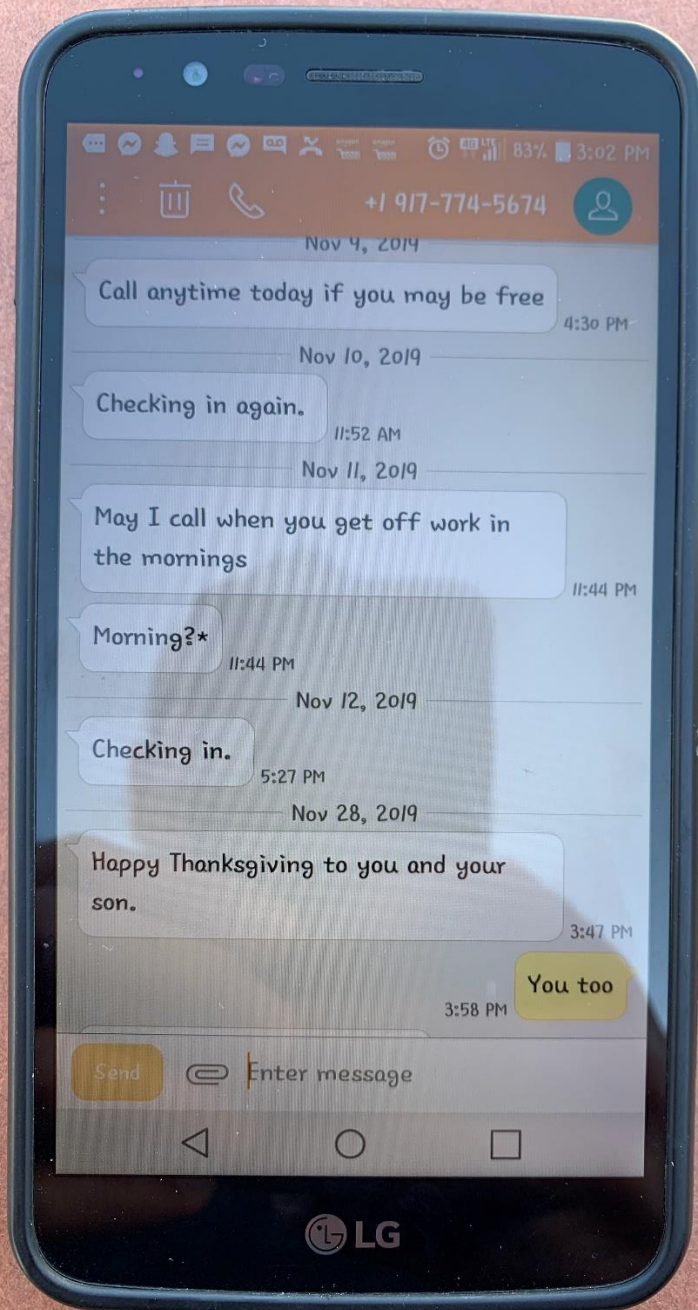 83% 3:02 PM
+1 917-774-5674
Nov 4, 2019
Call anytime today if you may be free
4:30 PM
Nov 10, 2019
Checking in again.
11:52 AM
Nov 11, 2019
May I call when you get off work in
the mornings
11:44 PM
Morning?*
11:44 PM
Nov 12, 2019
Checking in.
5:27 PM
Nov 28, 2019
Happy Thanksgiving to you and your
son.
3:47 PM
You too
3:58 PM
Send Enter message
LG